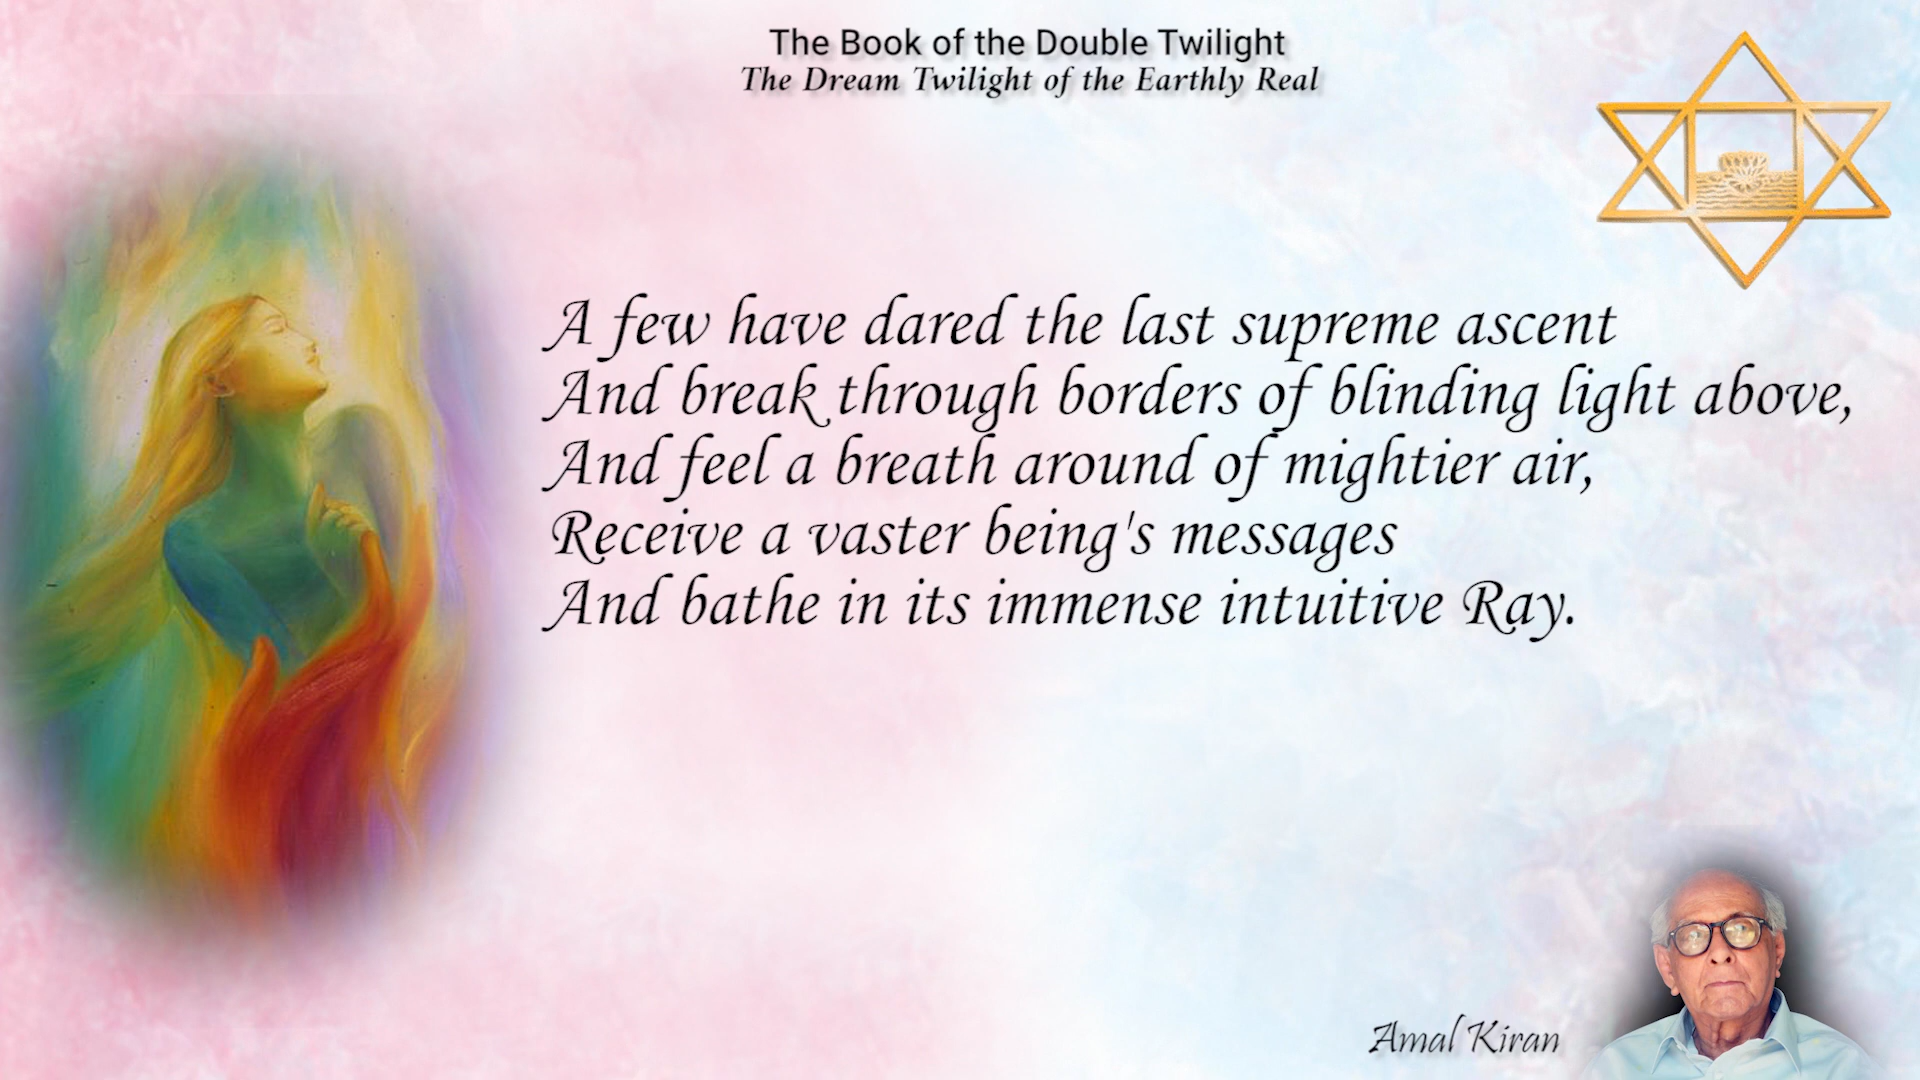 The Book of the Double Twilight
The Dream Twilight of the Earthly Real
A few have dared the last supreme ascent
And break through borders of blinding light above,
And feel a breath around of mightier air,
Receive a vaster being's messages
And bathe in its immense intuitive Ray.
Amal Kiran